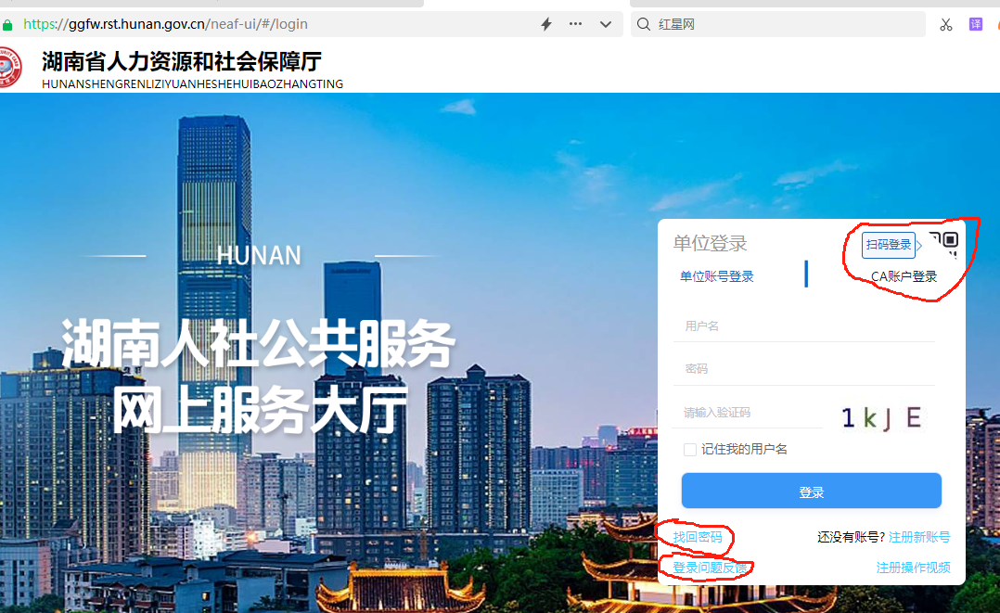 https://ggfw.rst.hunan.gov.cn/neaf-ui/#/login
红星网
译
湖南省人力资源和社会保障厅
HUNANSHENGRENLIZIYUANHESHEHUIBAOZHANGTING
HUNAN
湖南人社公共服务
网上服务大厅
单位登录
扫码登录
单位账号登录
CA账户登录
用户名
密码
请输入验证码
1kJE
记住我的用户名
登录
找回密码
还没有账号? 注册新账号
登录问题反馈
注册操作视频